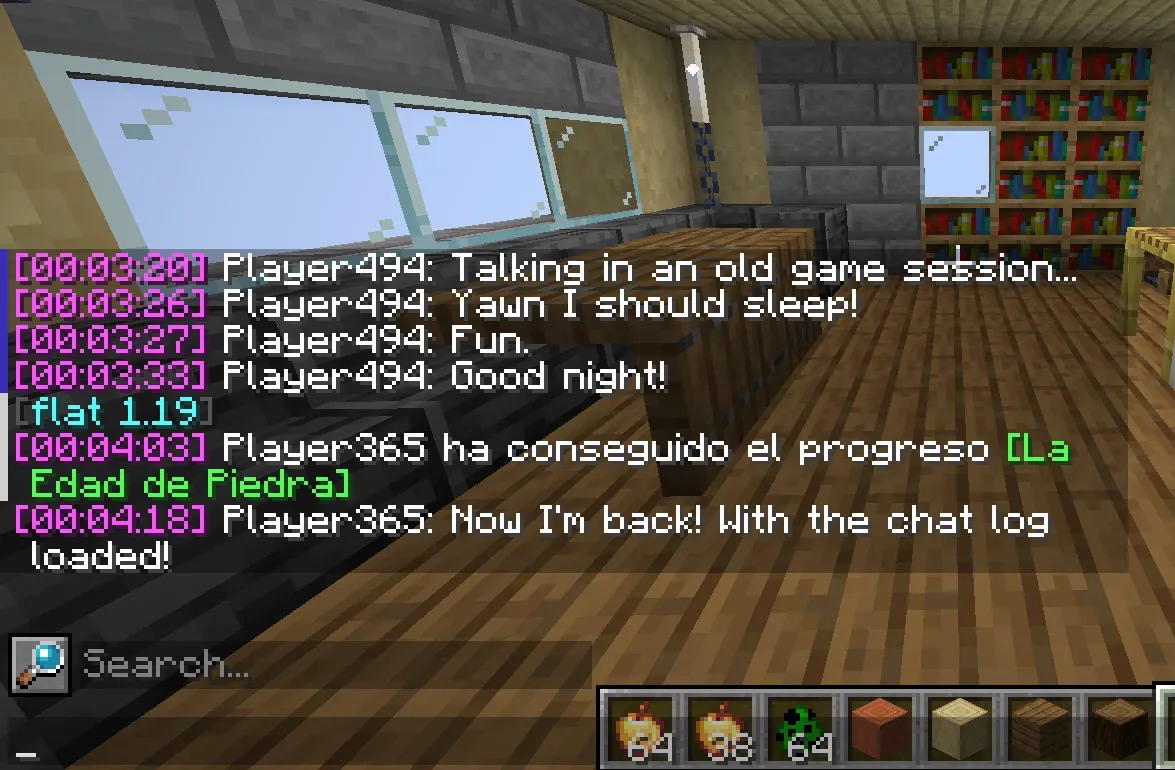 [00:03:20] Player494: Talking in an old game session...
[00:03:26] Player494: Yawn I should sleep!
[00:03:27] Player494: Fun.
[00:03:33] Player494: Good night!
[flat 1.19]
[00:04:03] Player365 ha conseguido el progreso [La
Edad de Piedra]
[00:04:18] Player365: Now I'm back! With the chat log
loaded!
Search...
64 38 64
_